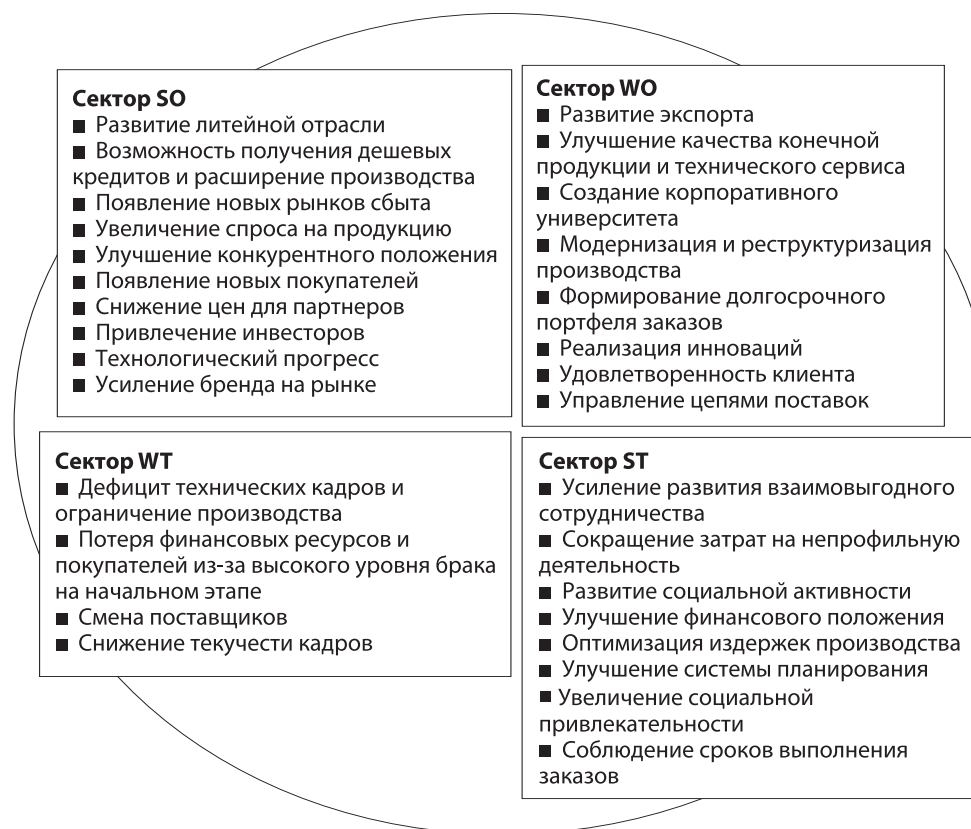 Сектор SO
■ Развитие литейной отрасли
■ Возможность получения дешевых
кредитов и расширение производства
■ Появление новых рынков сбыта
■ Увеличение спроса на продукцию
■ Улучшение конкурентного положения
■ Появление новых покупателей
■ Снижение цен для партнеров
■ Привлечение инвесторов
■ Технологический прогресс
■ Усиление бренда на рынке
Сектор WO
■ Развитие экспорта
■ Улучшение качества конечной
продукции и технического сервиса
■ Создание корпоративного
университета
■ Модернизация и реструктуризация
производства
■ Формирование долгосрочного
портфеля заказов
■ Реализация инноваций
■ Удовлетворенность клиента
■ Управление цепями поставок
Сектор WT
■ Дефицит технических кадров и
ограничение производства
■ Потеря финансовых ресурсов и
покупателей из-за высокого уровня брака
на начальном этапе
■ Смена поставщиков
■ Снижение текучести кадров
Сектор ST
■ Усиление развития взаимовыгодного
сотрудничества
■ Сокращение затрат на непрофильную
деятельность
■ Развитие социальной активности
■ Улучшение финансового положения
■ Оптимизация издержек производства
■ Улучшение системы планирования
■ Увеличение социальной
привлекательности
■ Соблюдение сроков выполнения
заказов